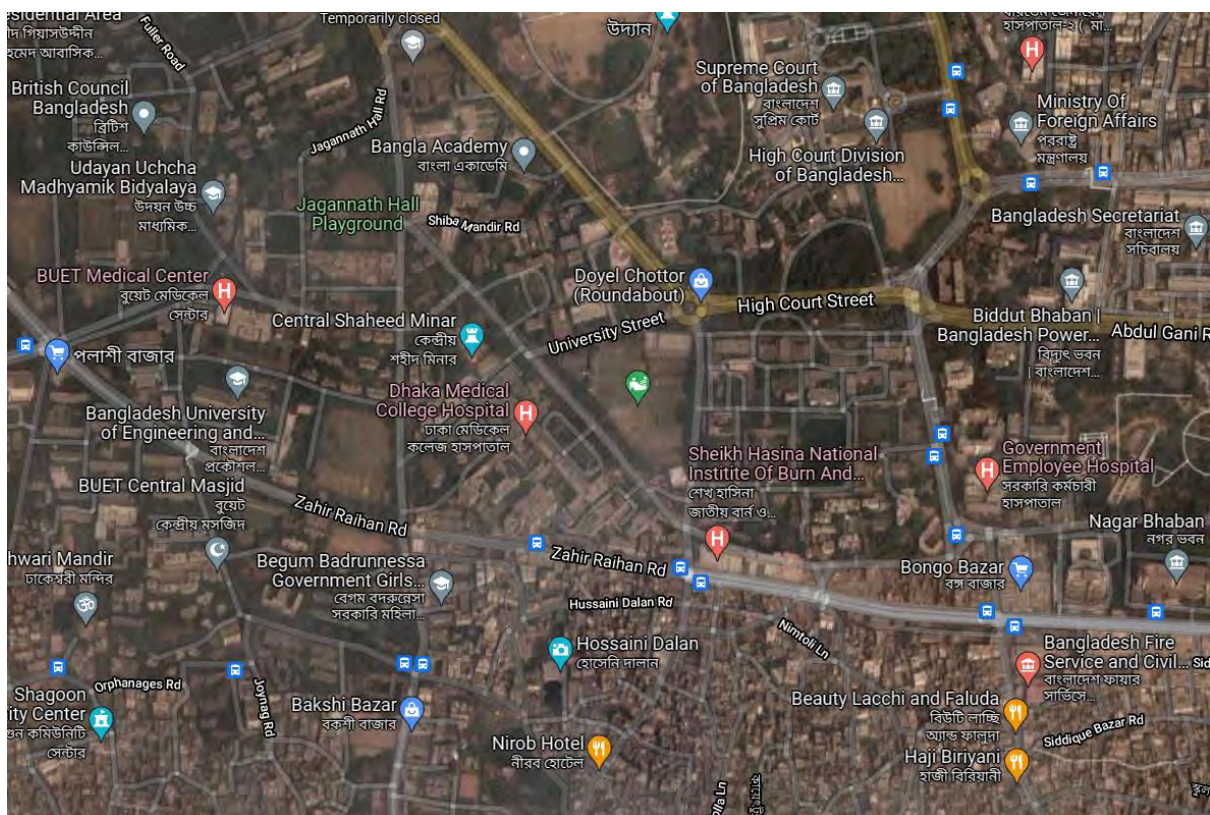 esidential Area
াদ গিয়াসউদ্দীন
হমেদ আবাসিক...
Fuller Road
Temporarily closed
উদ্যান
হাসপাতাল-২ ( মা...
British Council
Bangladesh
ব্রিটিশ
কাউন্সিল...
Jagannath Hall Rd
Supreme Court
of Bangladesh
বাংলাদেশ
সুপ্রিম কোর্ট
Ministry Of
Foreign Affairs
পররাষ্ট্র
মন্ত্রণালয়
Bangla Academy
বাংলা একাডেমি
High Court Division
of Bangladesh...
Udayan Uchcha
Madhyamik Bidyalaya
উদয়ন উচ্চ
মাধ্যমিক...
Jagannath Hall
Playground
Shiba Mandir Rd
Bangladesh Secretariat
বাংলাদেশ
সচিবালয়
BUET Medical Center
বুয়েট মেডিকেল
সেন্টার
Doyel Chottor
(Roundabout)
High Court Street
Central Shaheed Minar
কেন্দ্রীয়
শহীদ মিনার
University Street
Biddut Bhaban |
Bangladesh Power...
বিদ্যুৎ ভবন
| বাংলাদেশ...
Abdul Gani R
পলাশী বাজার
Dhaka Medical
College Hospital
ঢাকা মেডিকেল
কলেজ হাসপাতাল
Bangladesh University
of Engineering and...
বাংলাদেশ
প্রকৌশল...
Sheikh Hasina National
Institite Of Burn And...
শেখ হাসিনা
জাতীয় বার্ন ও...
Government
Employee Hospital
সরকারি কর্মচারী
হাসপাতাল
BUET Central Masjid
বুয়েট
কেন্দ্রীয় মসজিদ
Zahir Raihan Rd
Nagar Bhaban
নগর ভবন
hwari Mandir
ঢাকেশ্বরী মন্দির
Begum Badrunnessa
Government Girls...
বেগম বদরুন্নেসা
সরকারি মহিলা...
Zahir Raihan Rd
Bongo Bazar
বঙ্গ বাজার
Hussaini Dalan Rd
Nimtoli Ln
Hossaini Dalan
হোসেনি দালান
Bangladesh Fire
Service and Civil...
বাংলাদেশ ফায়ার
সার্ভিসে...
Sid
Orphanages Rd
Joynag Rd
Shagoon
ity Center
গুন কমিউনিটি
সেন্টার
Bakshi Bazar
বকশী বাজার
Beauty Lacchi and Faluda
বিউটি লাচ্ছি
অ্যান্ড ফালুদা
Siddique Bazar Rd
Nirob Hotel
নীরব হোটেল
Haji Biriyani
হাজী বিরিয়ানী
olla Ln